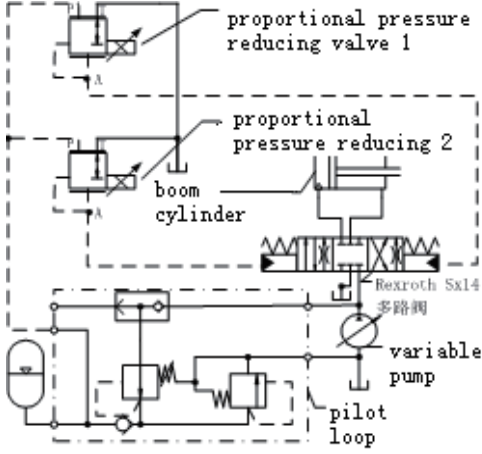 proportional pressure
reducing valve 1
P
A
proportional
pressure reducing 2
P
A
boom
cylinder
Rexroth Sx14
多路阀
variable
pump
pilot
loop